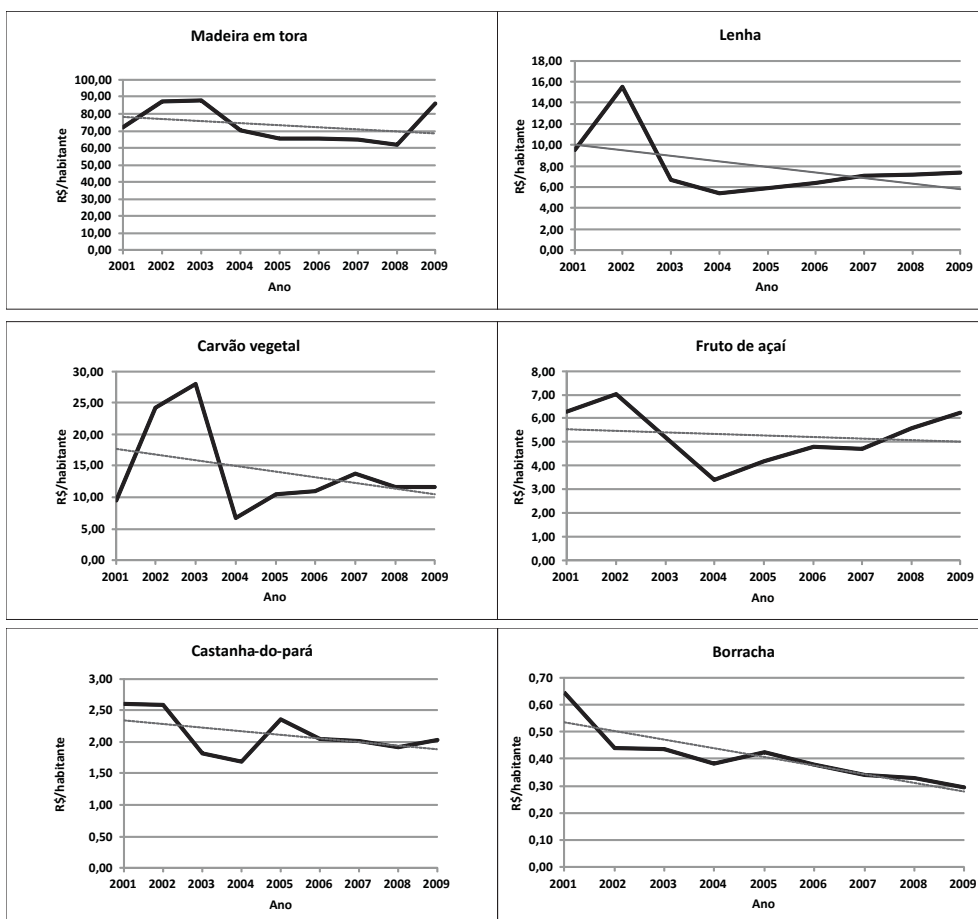 Madeira em tora
R$/habitante
100,00
90,00
80,00
70,00
60,00
50,00
40,00
30,00
20,00
10,00
0,00
2001 2002 2003 2004 2005 2006 2007 2008 2009
Ano
Lenha
R$/habitante
18,00
16,00
14,00
12,00
10,00
8,00
6,00
4,00
2,00
0,00
2001 2002 2003 2004 2005 2006 2007 2008 2009
Ano
Carvão vegetal
R$/habitante
30,00
25,00
20,00
15,00
10,00
5,00
0,00
2001 2002 2003 2004 2005 2006 2007 2008 2009
Ano
Fruto de açaí
R$/habitante
8,00
7,00
6,00
5,00
4,00
3,00
2,00
1,00
0,00
2001 2002 2003 2004 2005 2006 2007 2008 2009
Ano
Castanha-do-pará
R$/habitante
3,00
2,50
2,00
1,50
1,00
0,50
0,00
2001 2002 2003 2004 2005 2006 2007 2008 2009
Ano
Borracha
R$/habitante
0,70
0,60
0,50
0,40
0,30
0,20
0,10
0,00
2001 2002 2003 2004 2005 2006 2007 2008 2009
Ano